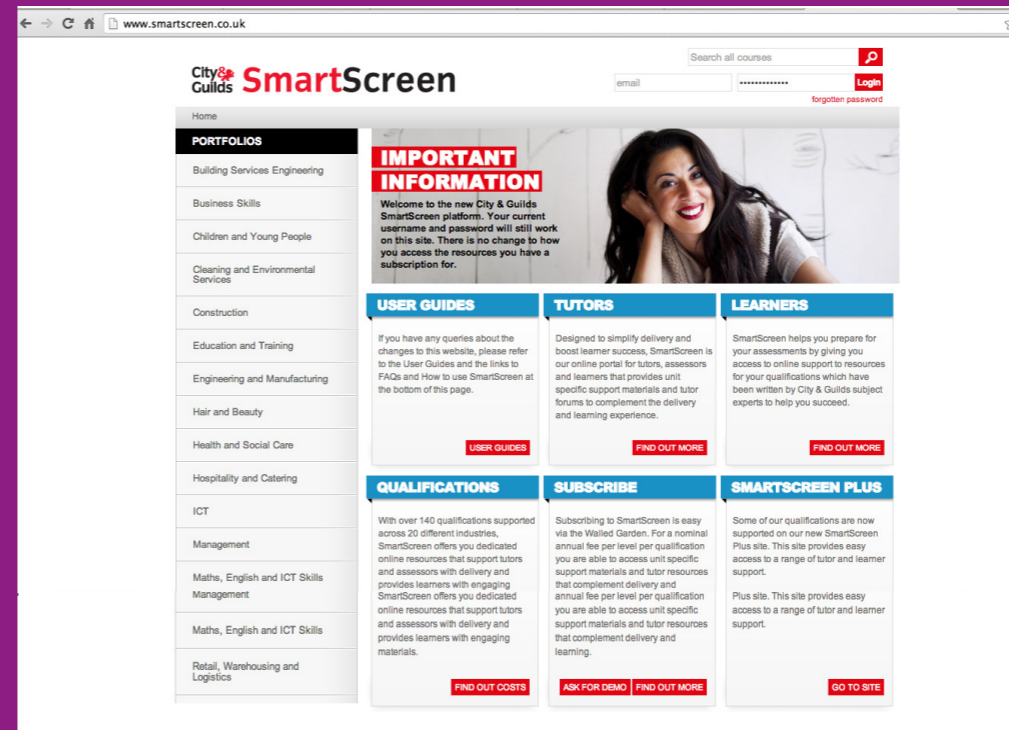 www.smartscreen.co.uk
Search all courses
City & Guilds SmartScreen
email
Login
forgotten password
Home
PORTFOLIOS
Building Services Engineering
Business Skills
Children and Young People
Cleaning and Environmental
Services
Construction
Education and Training
Engineering and Manufacturing
Hair and Beauty
Health and Social Care
Hospitality and Catering
ICT
Management
Maths, English and ICT Skills
Management
Maths, English and ICT Skills
Retail, Warehousing and
Logistics
IMPORTANT
INFORMATION
Welcome to the new City & Guilds
SmartScreen platform. Your current
username and password will still work
on this site. There is no change to how
you access the resources you have a
subscription for.
USER GUIDES
If you have any queries about the
changes to this website, please refer
to the User Guides and the links to
FAQs and How to use SmartScreen at
the bottom of this page.
USER GUIDES
TUTORS
Designed to simplify delivery and
boost learner success, SmartScreen is
our online portal for tutors, assessors
and learners that provides unit
specific support materials and tutor
forums to complement the delivery
and learning experience.
FIND OUT MORE
LEARNERS
SmartScreen helps you prepare for
your assessments by giving you
access to online support to resources
for your qualifications which have
been written by City & Guilds subject
experts to help you succeed.
FIND OUT MORE
QUALIFICATIONS
With over 140 qualifications supported
across 20 different industries,
SmartScreen offers you dedicated
online resources that support tutors
and assessors with delivery and
provides learners with engaging
SmartScreen offers you dedicated
online resources that support tutors
and assessors with delivery and
provides learners with engaging
materials.
FIND OUT COSTS
SUBSCRIBE
Subscribing to SmartScreen is easy
via the Walled Garden. For a nominal
annual fee per level per qualification
you are able to access unit specific
support materials and tutor resources
that complement delivery and
annual fee per level per qualification
you are able to access unit specific
support materials and tutor resources
that complement delivery and
learning.
ASK FOR DEMO FIND OUT MORE
SMARTSCREEN PLUS
Some of our qualifications are now
supported on our new SmartScreen
Plus site. This site provides easy
access to a range of tutor and learner
support.
Plus site. This site provides easy
access to a range of tutor and learner
support.
GO TO SITE